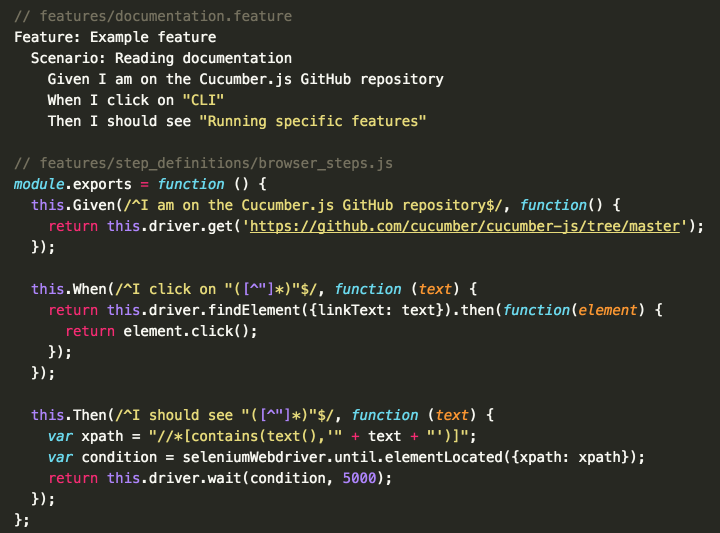 // features/documentation.feature
Feature: Example feature
  Scenario: Reading documentation
    Given I am on the Cucumber.js GitHub repository
    When I click on "CLI"
    Then I should see "Running specific features"

// features/step_definitions/browser_steps.js
module.exports = function () {
  this.Given(/^I am on the Cucumber.js GitHub repository$/, function() {
    return this.driver.get('https://github.com/cucumber/cucumber-js/tree/master');
  });

  this.When(/^I click on "([^"]*)"$/, function (text) {
    return this.driver.findElement({linkText: text}).then(function(element) {
      return element.click();
    });
  });

  this.Then(/^I should see "([^"]*)"$/, function (text) {
    var xpath = "//*[contains(text(),'" + text + "')]";
    var condition = seleniumWebdriver.until.elementLocated({xpath: xpath});
    return this.driver.wait(condition, 5000);
  });
};